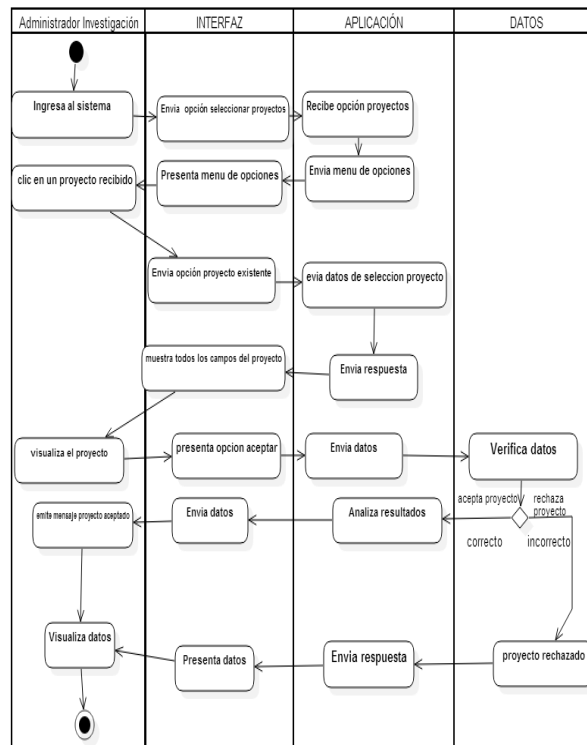 Administrador Investigación
INTERFAZ
APLICACIÓN
DATOS
Ingresa al sistema
Envia opción seleccionar proyectos
Recibe opción proyectos
clic en un proyecto recibido
Presenta menu de opciones
Envia menu de opciones
Envia opción proyecto existente
evia datos de seleccion proyecto
muestra todos los campos del proyecto
Envia respuesta
visualiza el proyecto
presenta opcion aceptar
Envia datos
Verifica datos
acepta proyecto
rechaza
proyecto
emite mensaje proyecto aceptado
Envia datos
Analiza resultados
correcto
incorrecto
Visualiza datos
Presenta datos
Envia respuesta
proyecto rechazado